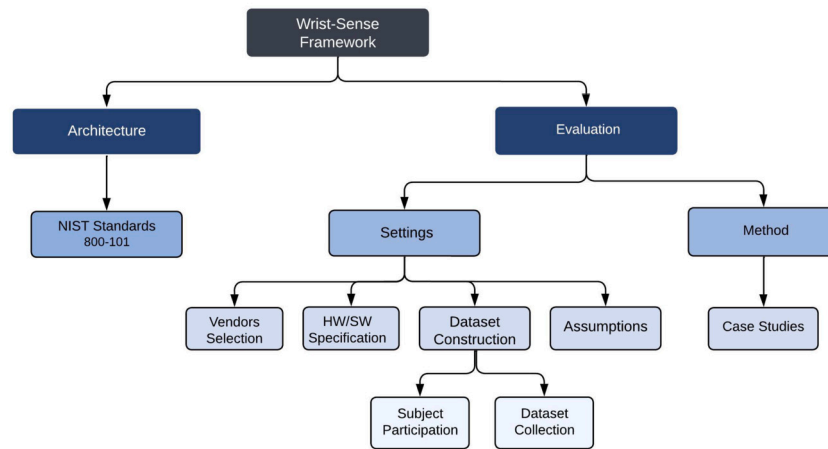 Wrist-Sense
Framework
Architecture
Evaluation
NIST Standards
800-101
Settings
Method
Vendors
Selection
HW/SW
Specification
Dataset
Construction
Assumptions
Case Studies
Subject
Participation
Dataset
Collection